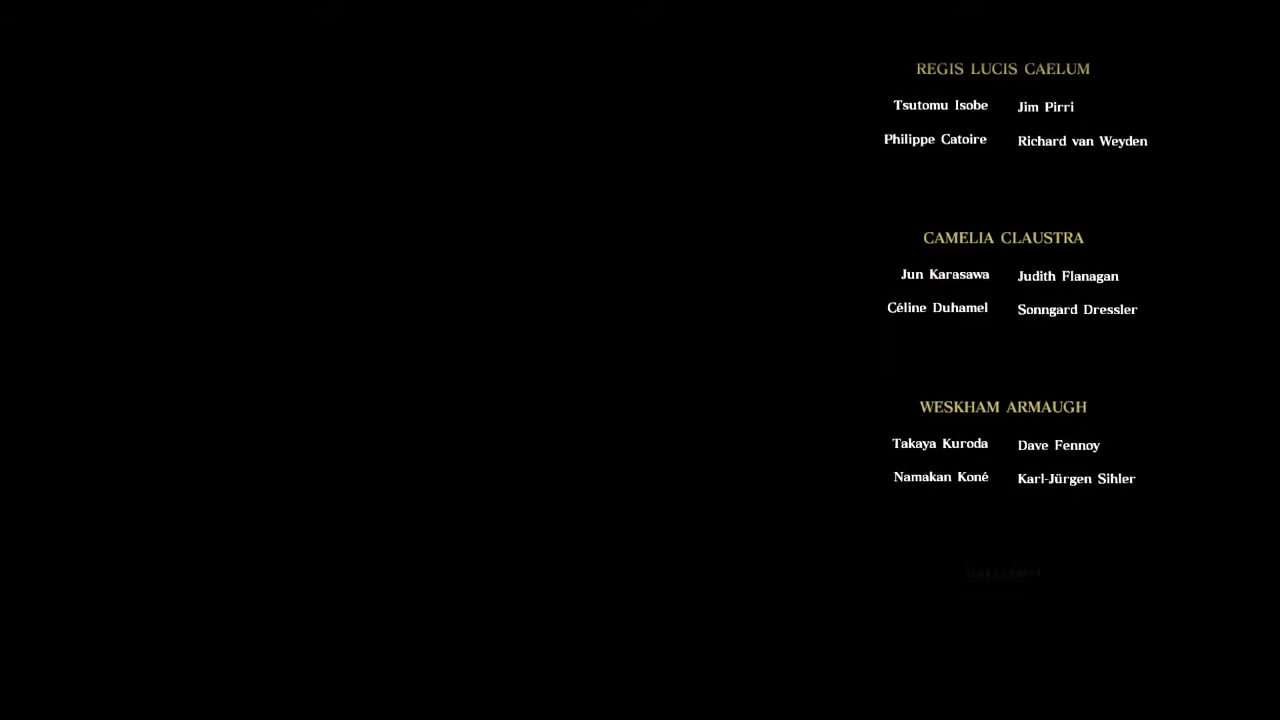 REGIS LUCIS CAELUM
Tsutomu Isobe Jim Pirri
Philippe Catoire Richard van Weyden
CAMELIA CLAUSTRA
Jun Karasawa Judith Flanagan
Céline Duhamel Sonngard Dressler
WESKHAM ARMAUGH
Takaya Kuroda Dave Fennoy
Namakan Koné Karl-Jürgen Sihler